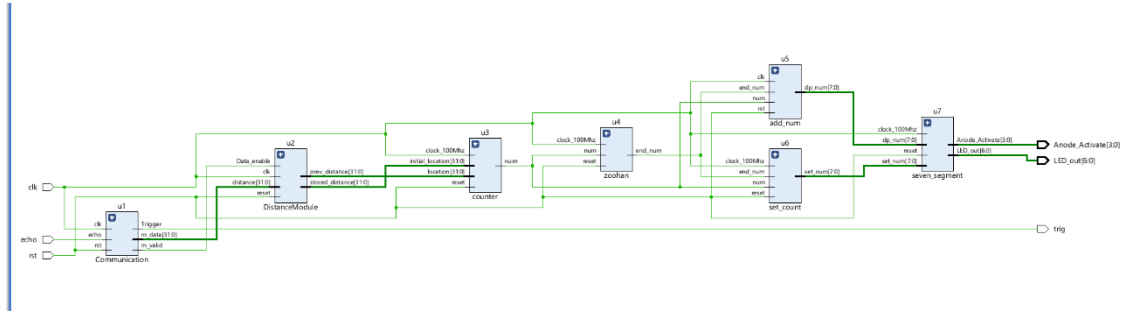 clk
echo
rst
u1
clk
echo
rst
Trigger
m_data[31:0]
m_valid
Communication
u2
Data_enable
clk
distance[31:0]
reset
prev_distance[31:0]
stored_distance[31:0]
DistanceModule
u3
clock_100Mhz
initial_location[31:0]
location[31:0]
reset
num
counter
u4
clock_100Mhz
num
reset
end_num
zoohan
u5
clk
end_num
num
rst
dp_num[7:0]
add_num
u6
clock_100Mhz
end_num
num
reset
set_num[7:0]
set_count
u7
clock_100Mhz
dp_num[7:0]
reset
set_num[7:0]
Anode_Activate[3:0]
LED_out[6:0]
seven_segment
Anode_Activate[3:0]
LED_out[6:0]
trig